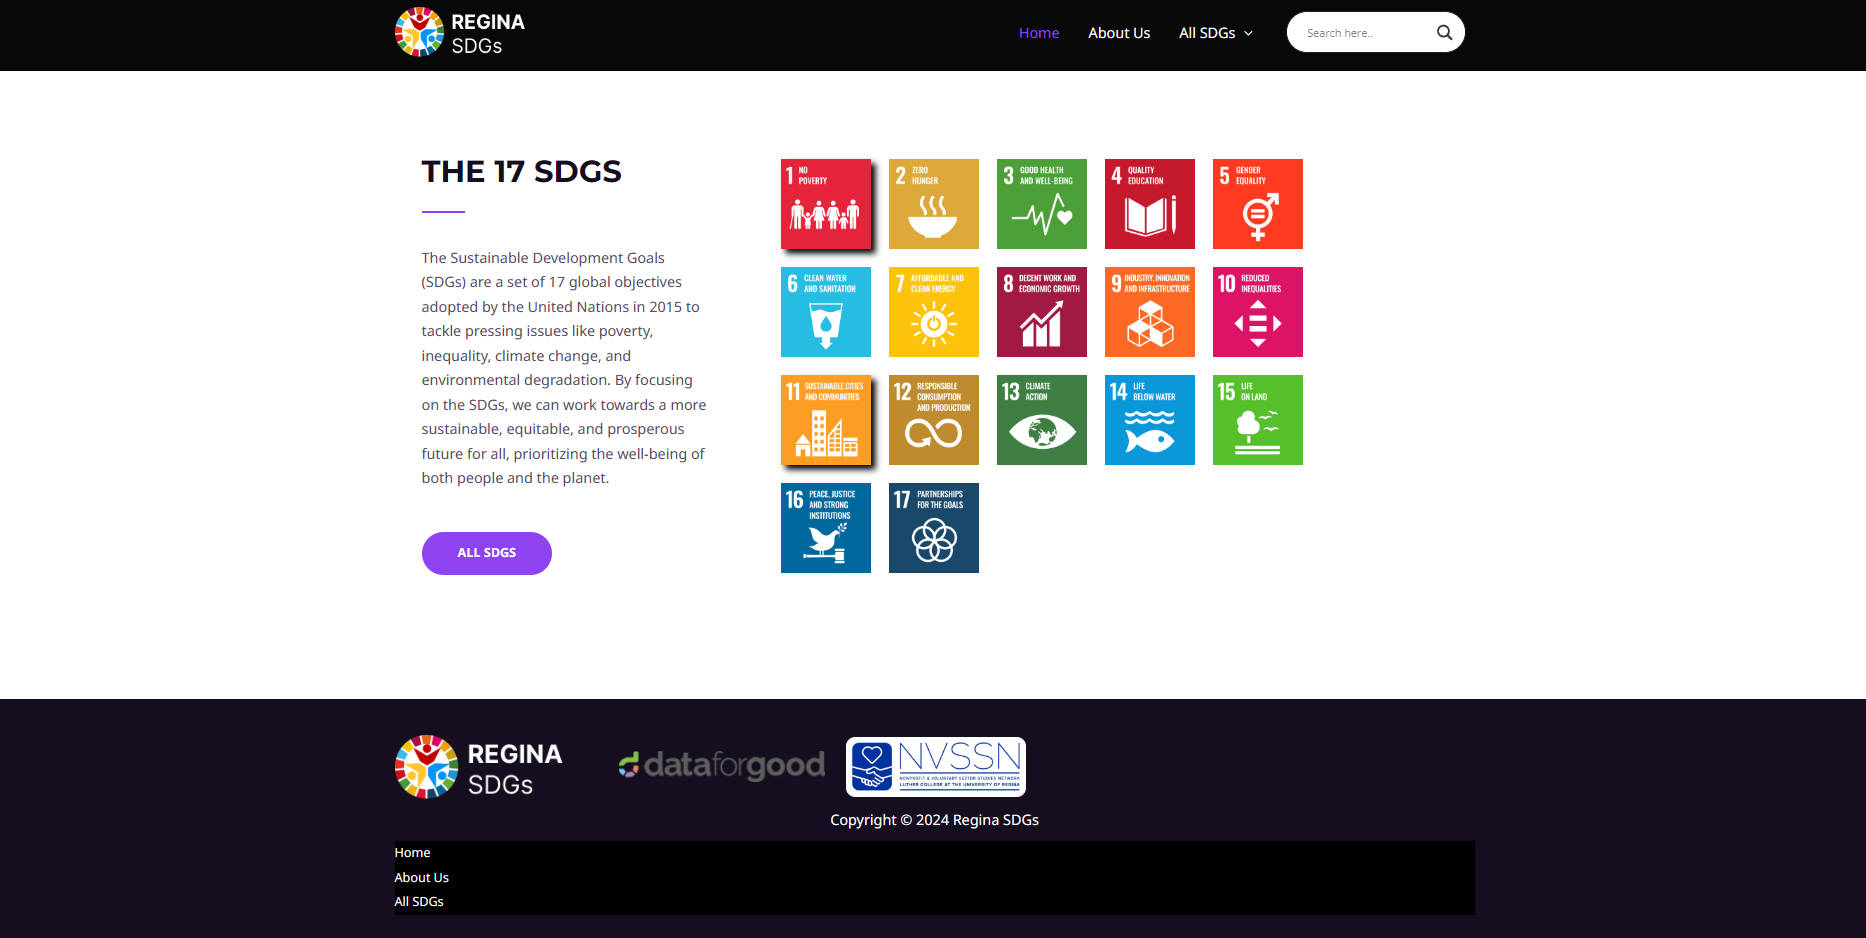 REGINA
SDGs
Home
About Us
All SDGs
Search here..
THE 17 SDGS
The Sustainable Development Goals
(SDGs) are a set of 17 global objectives
adopted by the United Nations in 2015 to
tackle pressing issues like poverty,
inequality, climate change, and
environmental degradation. By focusing
on the SDGs, we can work towards a more
sustainable, equitable, and prosperous
future for all, prioritizing the well-being of
both people and the planet.
ALL SDGS
1 NO
POVERTY
2 ZERO
HUNGER
3 GOOD HEALTH
AND WELL-BEING
4 QUALITY
EDUCATION
5 GENDER
EQUALITY
6 CLEAN WATER
AND SANITATION
7 AFFORDABLE AND
CLEAN ENERGY
8 DECENT WORK AND
ECONOMIC GROWTH
9 INDUSTRY, INNOVATION
AND INFRASTRUCTURE
10 REDUCED
INEQUALITIES
11 SUSTAINABLE CITIES
AND COMMUNITIES
12 RESPONSIBLE
CONSUMPTION
AND PRODUCTION
13 CLIMATE
ACTION
14 LIFE
BELOW WATER
15 LIFE
ON LAND
16 PEACE, JUSTICE
AND STRONG
INSTITUTIONS
17 PARTNERSHIPS
FOR THE GOALS
REGINA
SDGs
dataforgood
NVSSN
NONPROFIT & VOLUNTARY SECTOR STUDIES NETWORK
LUTHER COLLEGE AT THE UNIVERSITY OF REGINA
Copyright © 2024 Regina SDGs
Home
About Us
All SDGs